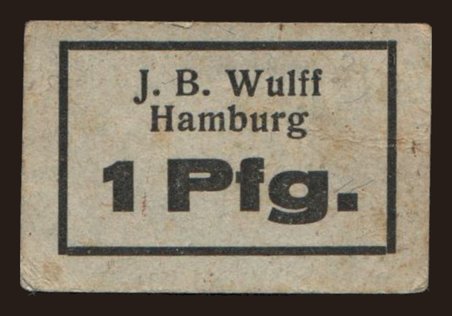 J. B. Wulff
Hamburg
1 Pfg.